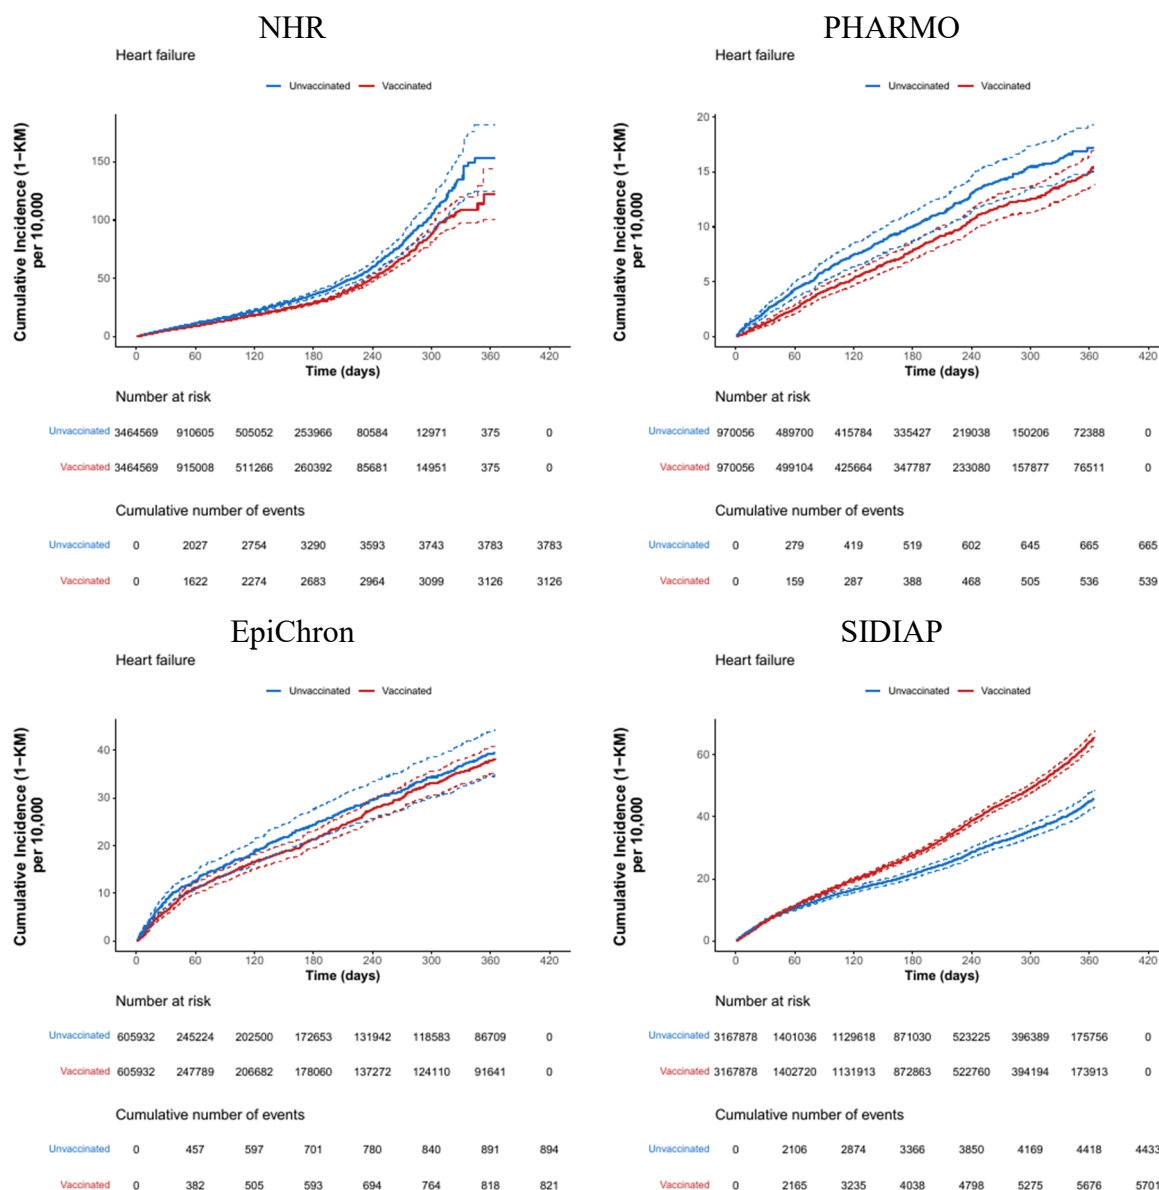 NHR
Heart failure
Unvaccinated Vaccinated
Cumulative Incidence (1−KM)
per 10,000
150
100
50
0
0 60 120 180 240 300 360 420
Time (days)
Number at risk
Unvaccinated 3464569 910605 505052 253966 80584 12971 375 0
Vaccinated 3464569 915008 511266 260392 85681 14951 375 0
Cumulative number of events
Unvaccinated 0 2027 2754 3290 3593 3743 3783 3783
Vaccinated 0 1622 2274 2683 2964 3099 3126 3126
PHARMO
Heart failure
Unvaccinated Vaccinated
Cumulative Incidence (1−KM)
per 10,000
20
15
10
5
0
0 60 120 180 240 300 360 420
Time (days)
Number at risk
Unvaccinated 970056 489700 415784 335427 219038 150206 72388 0
Vaccinated 970056 499104 425664 347787 233080 157877 76511 0
Cumulative number of events
Unvaccinated 0 279 419 519 602 645 665 665
Vaccinated 0 159 287 388 468 505 536 539
EpiChron
Heart failure
Unvaccinated Vaccinated
Cumulative Incidence (1−KM)
per 10,000
40
30
20
10
0
0 60 120 180 240 300 360 420
Time (days)
Number at risk
Unvaccinated 605932 245224 202500 172653 131942 118583 86709 0
Vaccinated 605932 247789 206682 178060 137272 124110 91641 0
Cumulative number of events
Unvaccinated 0 457 597 701 780 840 891 894
Vaccinated 0 382 505 593 694 764 818 821
SIDIAP
Heart failure
Unvaccinated Vaccinated
Cumulative Incidence (1−KM)
per 10,000
60
40
20
0
0 60 120 180 240 300 360 420
Time (days)
Number at risk
Unvaccinated 3167878 1401036 1129618 871030 523225 396389 175756 0
Vaccinated 3167878 1402720 1131913 872863 522760 394194 173913 0
Cumulative number of events
Unvaccinated 0 2106 2874 3366 3850 4169 4418 4433
Vaccinated 0 2165 3235 4038 4798 5275 5676 5701